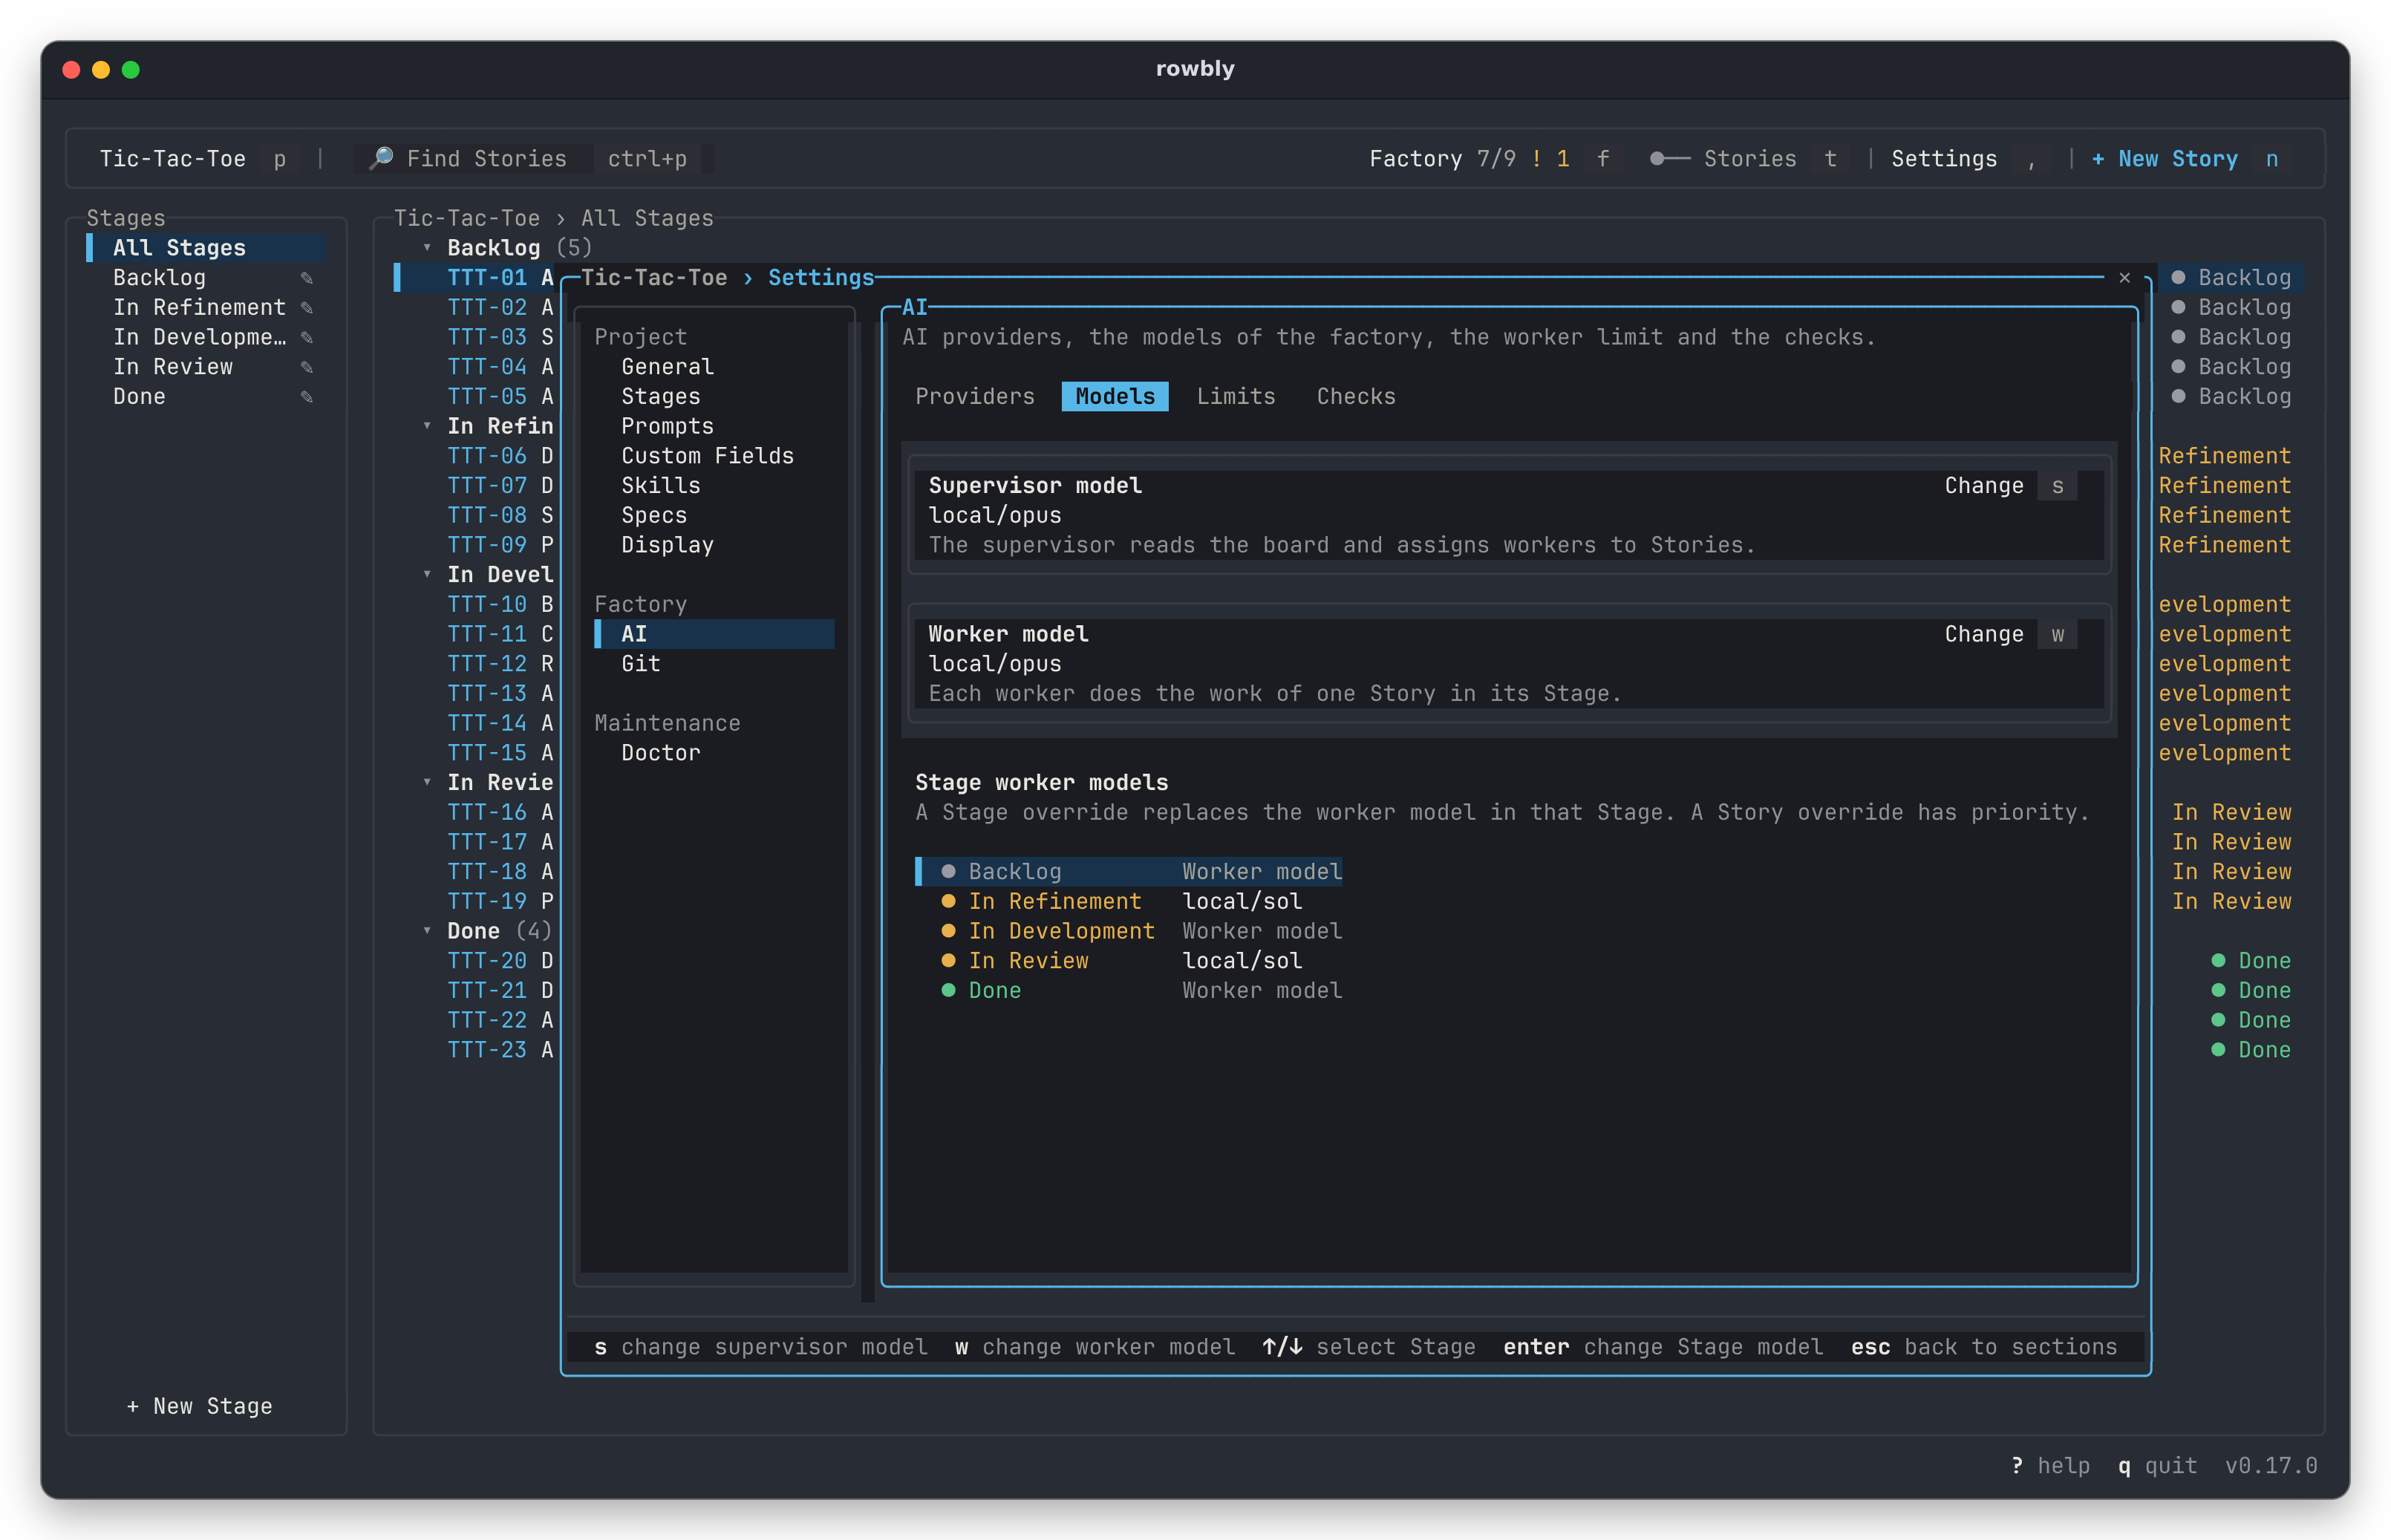 rowbly
Tic-Tac-Toe p | 🔎 Find Stories ctrl+p Factory 7/9 ! 1 f Stories t | Settings , | + New Story n
Stages
All Stages
Backlog ✎
In Refinement ✎
In Developme… ✎
In Review ✎
Done ✎
+ New Stage
Tic-Tac-Toe › All Stages
▾ Backlog (5)
TTT-01 A
TTT-02 A
TTT-03 S
TTT-04 A
TTT-05 A
▾ In Refin
TTT-06 D
TTT-07 D
TTT-08 S
TTT-09 P
▾ In Devel
TTT-10 B
TTT-11 C
TTT-12 R
TTT-13 A
TTT-14 A
TTT-15 A
▾ In Revie
TTT-16 A
TTT-17 A
TTT-18 A
TTT-19 P
▾ Done (4)
TTT-20 D
TTT-21 D
TTT-22 A
TTT-23 A
Tic-Tac-Toe › Settings ×
Project
General
Stages
Prompts
Custom Fields
Skills
Specs
Display
Factory
AI
Git
Maintenance
Doctor
AI
AI providers, the models of the factory, the worker limit and the checks.
Providers Models Limits Checks
Supervisor model Change s
local/opus
The supervisor reads the board and assigns workers to Stories.
Worker model Change w
local/opus
Each worker does the work of one Story in its Stage.
Stage worker models
A Stage override replaces the worker model in that Stage. A Story override has priority.
● Backlog Worker model
● In Refinement local/sol
● In Development Worker model
● In Review local/sol
● Done Worker model
s change supervisor model w change worker model ↑/↓ select Stage enter change Stage model esc back to sections
● Backlog
● Backlog
● Backlog
● Backlog
● Backlog
Refinement
Refinement
Refinement
Refinement
evelopment
evelopment
evelopment
evelopment
evelopment
evelopment
In Review
In Review
In Review
In Review
● Done
● Done
● Done
● Done
? help q quit v0.17.0